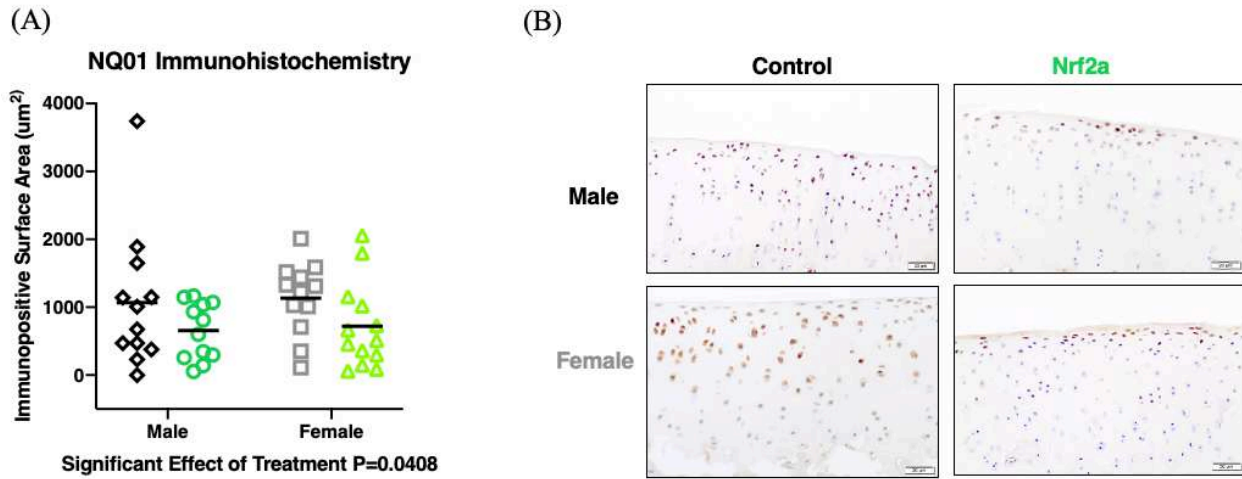 (A)
NQ01 Immunohistochemistry
Immunopositive Surface Area (um²)
4000
3000
2000
1000
0
Male
Female
Significant Effect of Treatment P=0.0408
(B)
Control
Nrf2a
Male
Female